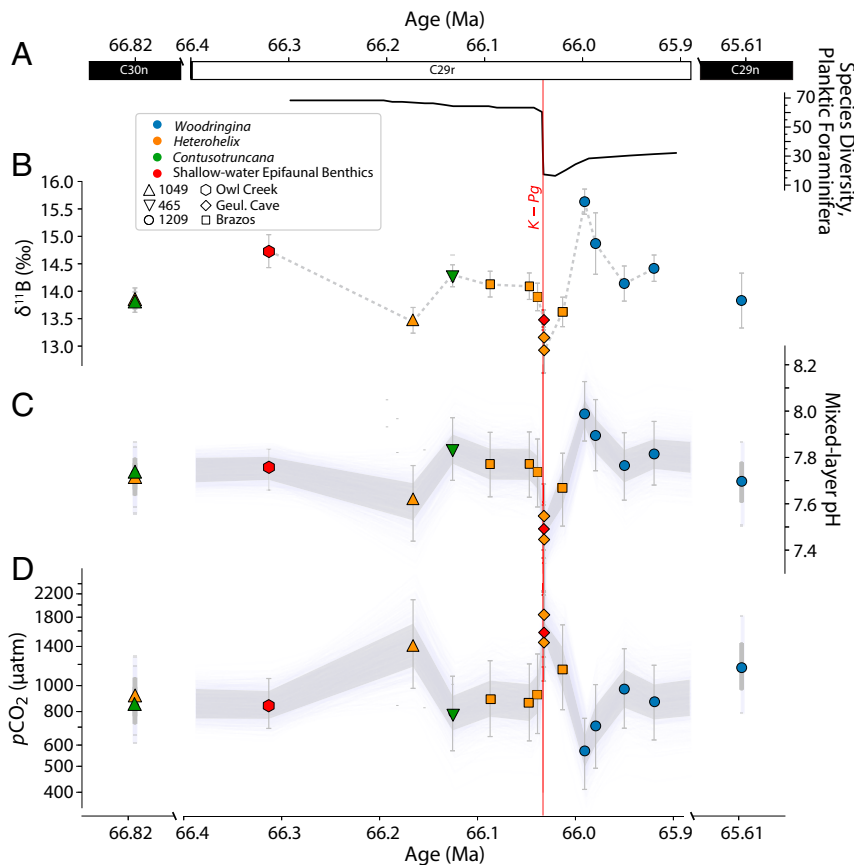 Age (Ma)
66.82 66.4 66.3 66.2 66.1 66.0 65.9 65.61
A
C30n C29r C29n
Species Diversity,
Planktic Foraminifera
70
50
30
10
Woodringina
Heterohelix
Contusotruncana
Shallow-water Epifaunal Benthics
1049 Owl Creek
465 Geul. Cave
1209 Brazos
K – Pg
B
δ¹¹B (‰)
16.0
15.5
15.0
14.5
14.0
13.5
13.0
C
Mixed-layer pH
8.2
8.0
7.8
7.6
7.4
D
pCO₂ (μatm)
2200
1800
1400
1000
800
600
500
400
66.82 66.4 66.3 66.2 66.1 66.0 65.9 65.61
Age (Ma)